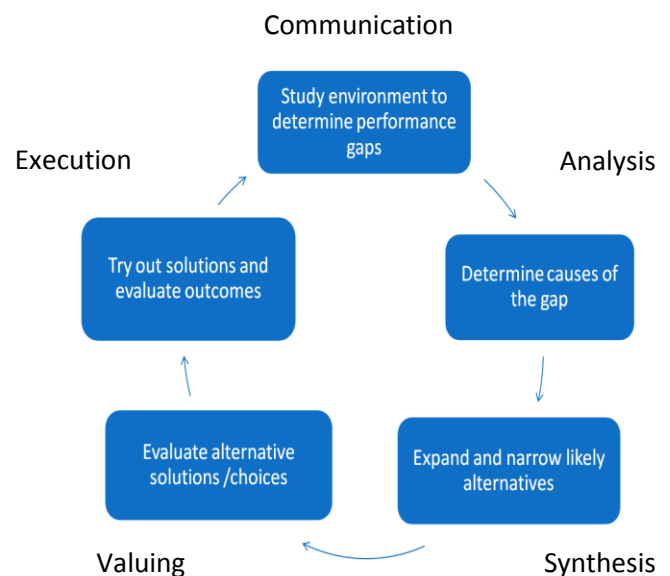 Communication
Study environment to
determine performance
gaps
Analysis
Determine causes of
the gap
Synthesis
Expand and narrow likely
alternatives
Valuing
Evaluate alternative
solutions /choices
Execution
Try out solutions and
evaluate outcomes